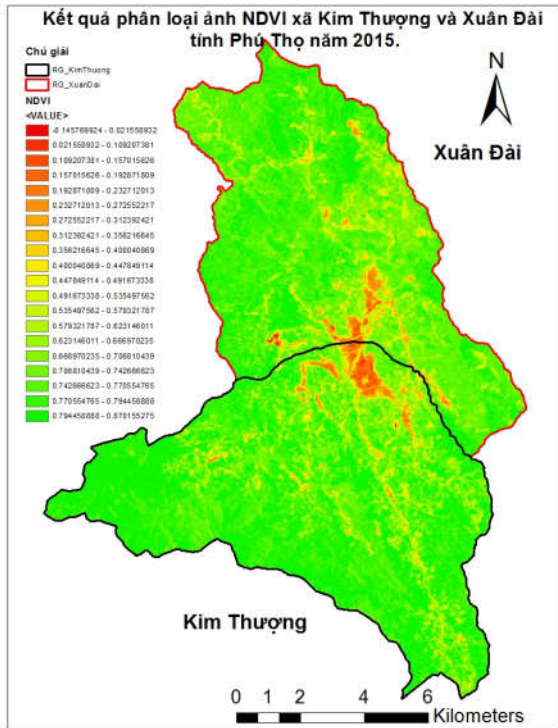 Kết quả phân loại ảnh NDVI xã Kim Thượng và Xuân Đài
tỉnh Phú Thọ năm 2015.
Chú giải
RG_KimThuong
RG_XuanDai
NDVI
<VALUE>
-0.145769924 - 0.021558932
0.021558932 - 0.109207381
0.109207381 - 0.157015626
0.157015626 - 0.192871809
0.192871809 - 0.232712013
0.232712013 - 0.272552217
0.272552217 - 0.312392421
0.312392421 - 0.356216645
0.356216645 - 0.400040869
0.400040869 - 0.447849114
0.447849114 - 0.491673338
0.491673338 - 0.535497562
0.535497562 - 0.579321787
0.579321787 - 0.623146011
0.623146011 - 0.666970235
0.666970235 - 0.706810439
0.706810439 - 0.742666623
0.742666623 - 0.770554765
0.770554765 - 0.794458888
0.794458888 - 0.870155275
N
Xuân Đài
Kim Thượng
0 1 2 4 6
Kilometers